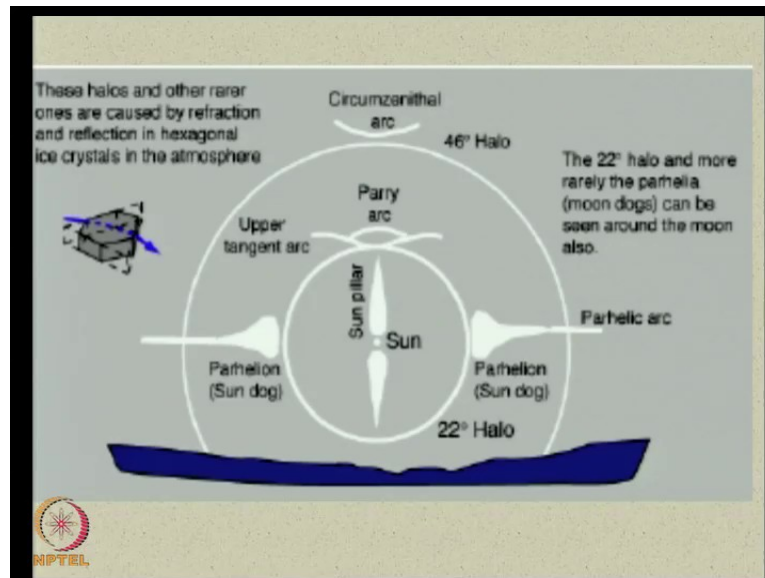 These halos and other rarer
ones are caused by refraction
and reflection in hexagonal
ice crystals in the atmosphere
Circumzenithal
arc
46° Halo
The 22° halo and more
rarely the parhelia
(moon dogs) can be
seen around the moon
also.
Parry
arc
Upper
tangent arc
Sun pillar
Sun
Parhelic arc
Parhelion
(Sun dog)
Parhelion
(Sun dog)
22° Halo
NPTEL